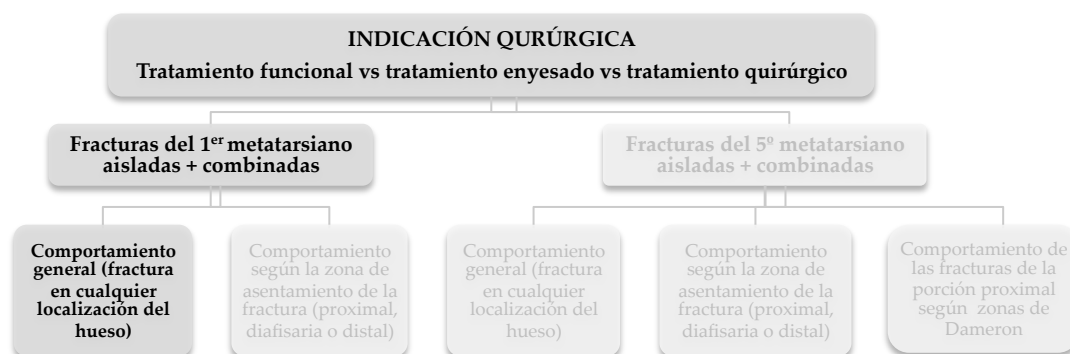 INDICACIÓN QURÚRGICA
Tratamiento funcional vs tratamiento enyesado vs tratamiento quirúrgico
Fracturas del 1er metatarsiano
aisladas + combinadas
Fracturas del 5º metatarsiano
aisladas + combinadas
Comportamiento
general (fractura
en cualquier
localización del
hueso)
Comportamiento
según la zona de
asentamiento de la
fractura (proximal,
diafisaria o distal)
Comportamiento
general (fractura
en cualquier
localización del
hueso)
Comportamiento
según la zona de
asentamiento de la
fractura (proximal,
diafisaria o distal)
Comportamiento de
las fracturas de la
porción proximal
según zonas de
Dameron